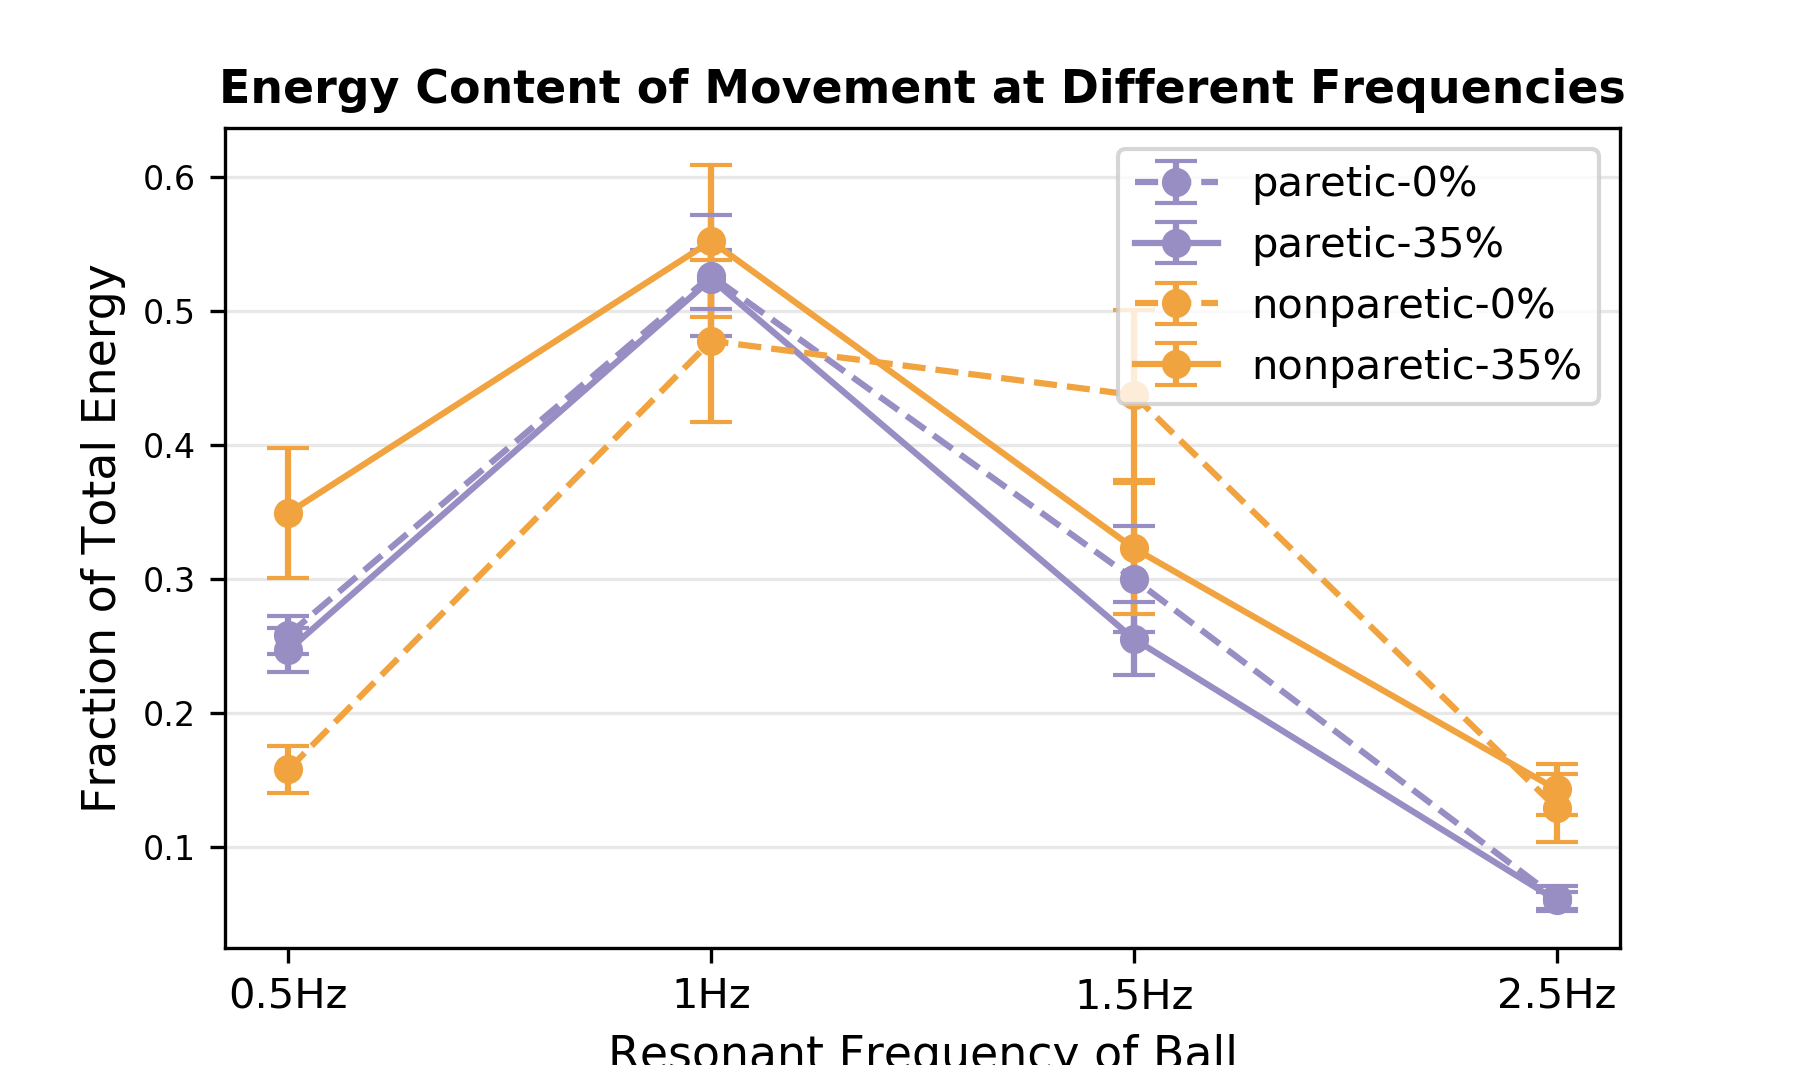 Energy Content of Movement at Different Frequencies
Fraction of Total Energy
0.6
0.5
0.4
0.3
0.2
0.1
paretic-0%
paretic-35%
nonparetic-0%
nonparetic-35%
0.5Hz
1Hz
1.5Hz
2.5Hz
Resonant Frequency of Ball